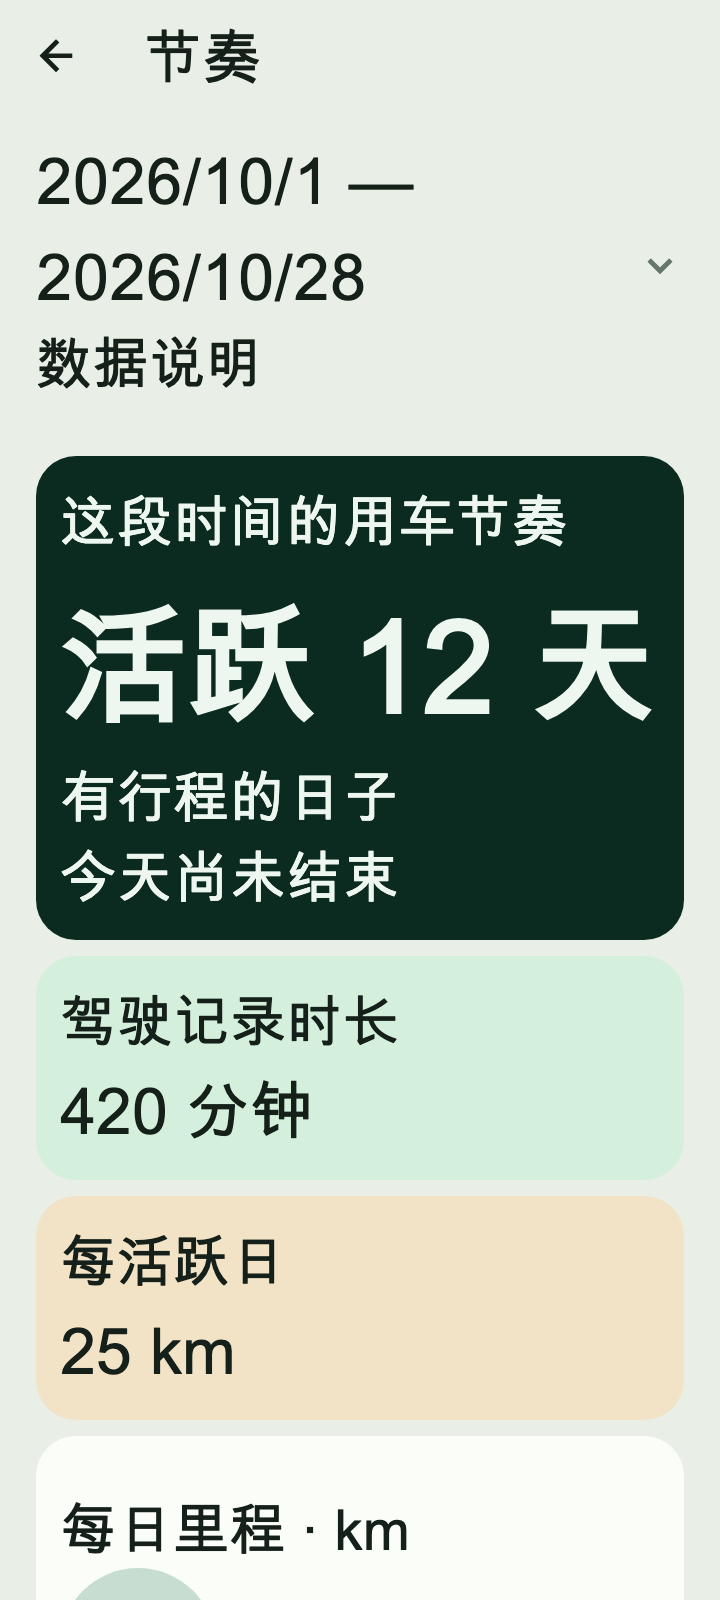 节奏
2026/10/1 —
2026/10/28
数据说明
这段时间的用车节奏
活跃 12 天
有行程的日子
今天尚未结束
驾驶记录时长
420 分钟
每活跃日
25 km
每日里程 · km